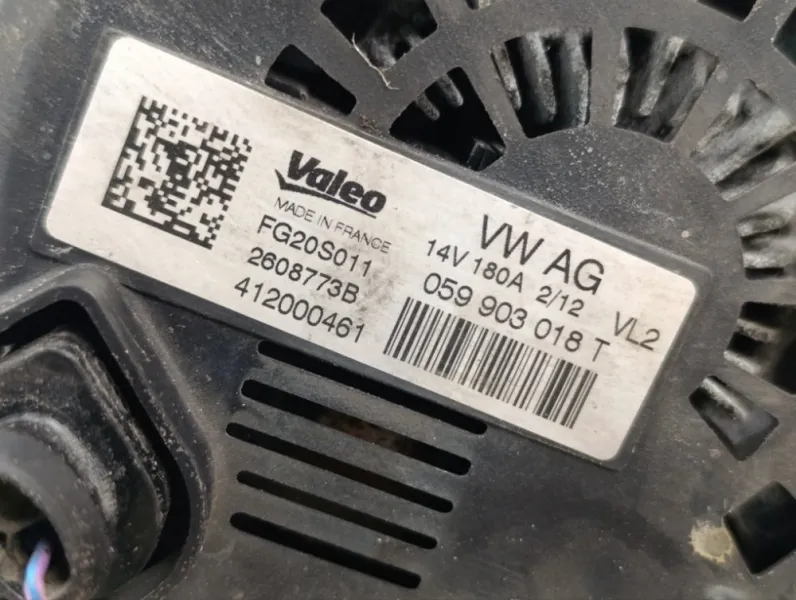 Valeo
MADE IN FRANCE
FG20S011
2608773B
412000461
VW AG
14V 180A 2/12
059 903 018 T
VL2